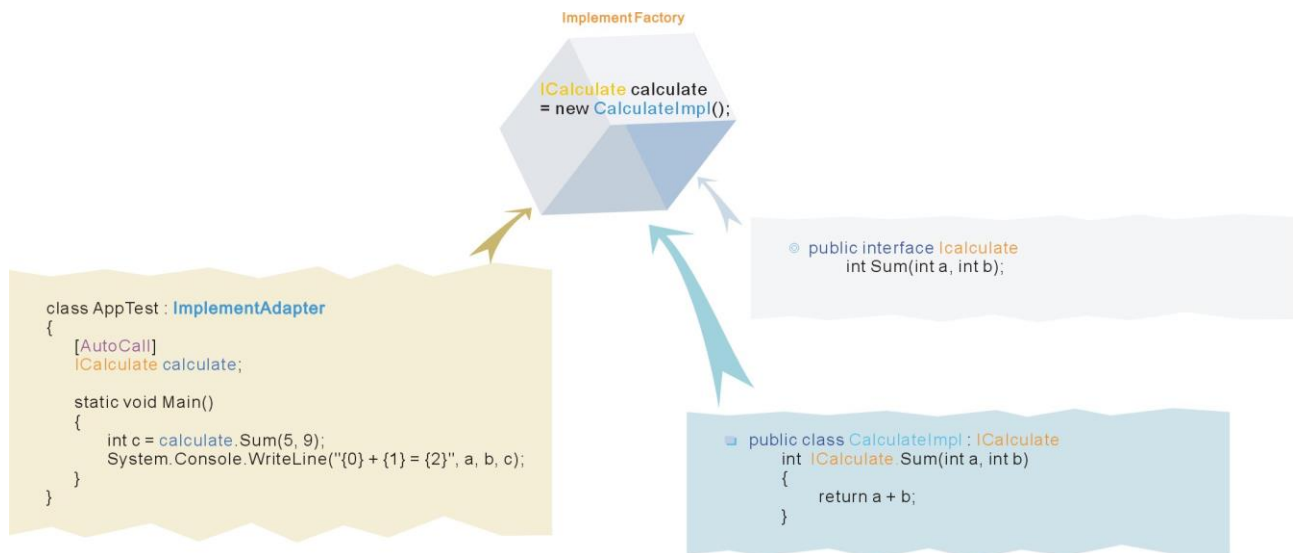 ImplementFactory
ICalculate calculate
= new CalculateImpl();
class AppTest : ImplementAdapter
{
[AutoCall]
ICalculate calculate;
static void Main()
{
int c = calculate.Sum(5, 9);
System.Console.WriteLine("{0} + {1} = {2}", a, b, c);
}
}
public interface Icalculate
int Sum(int a, int b);
public class CalculateImpl : ICalculate
int ICalculate.Sum(int a, int b)
{
return a + b;
}